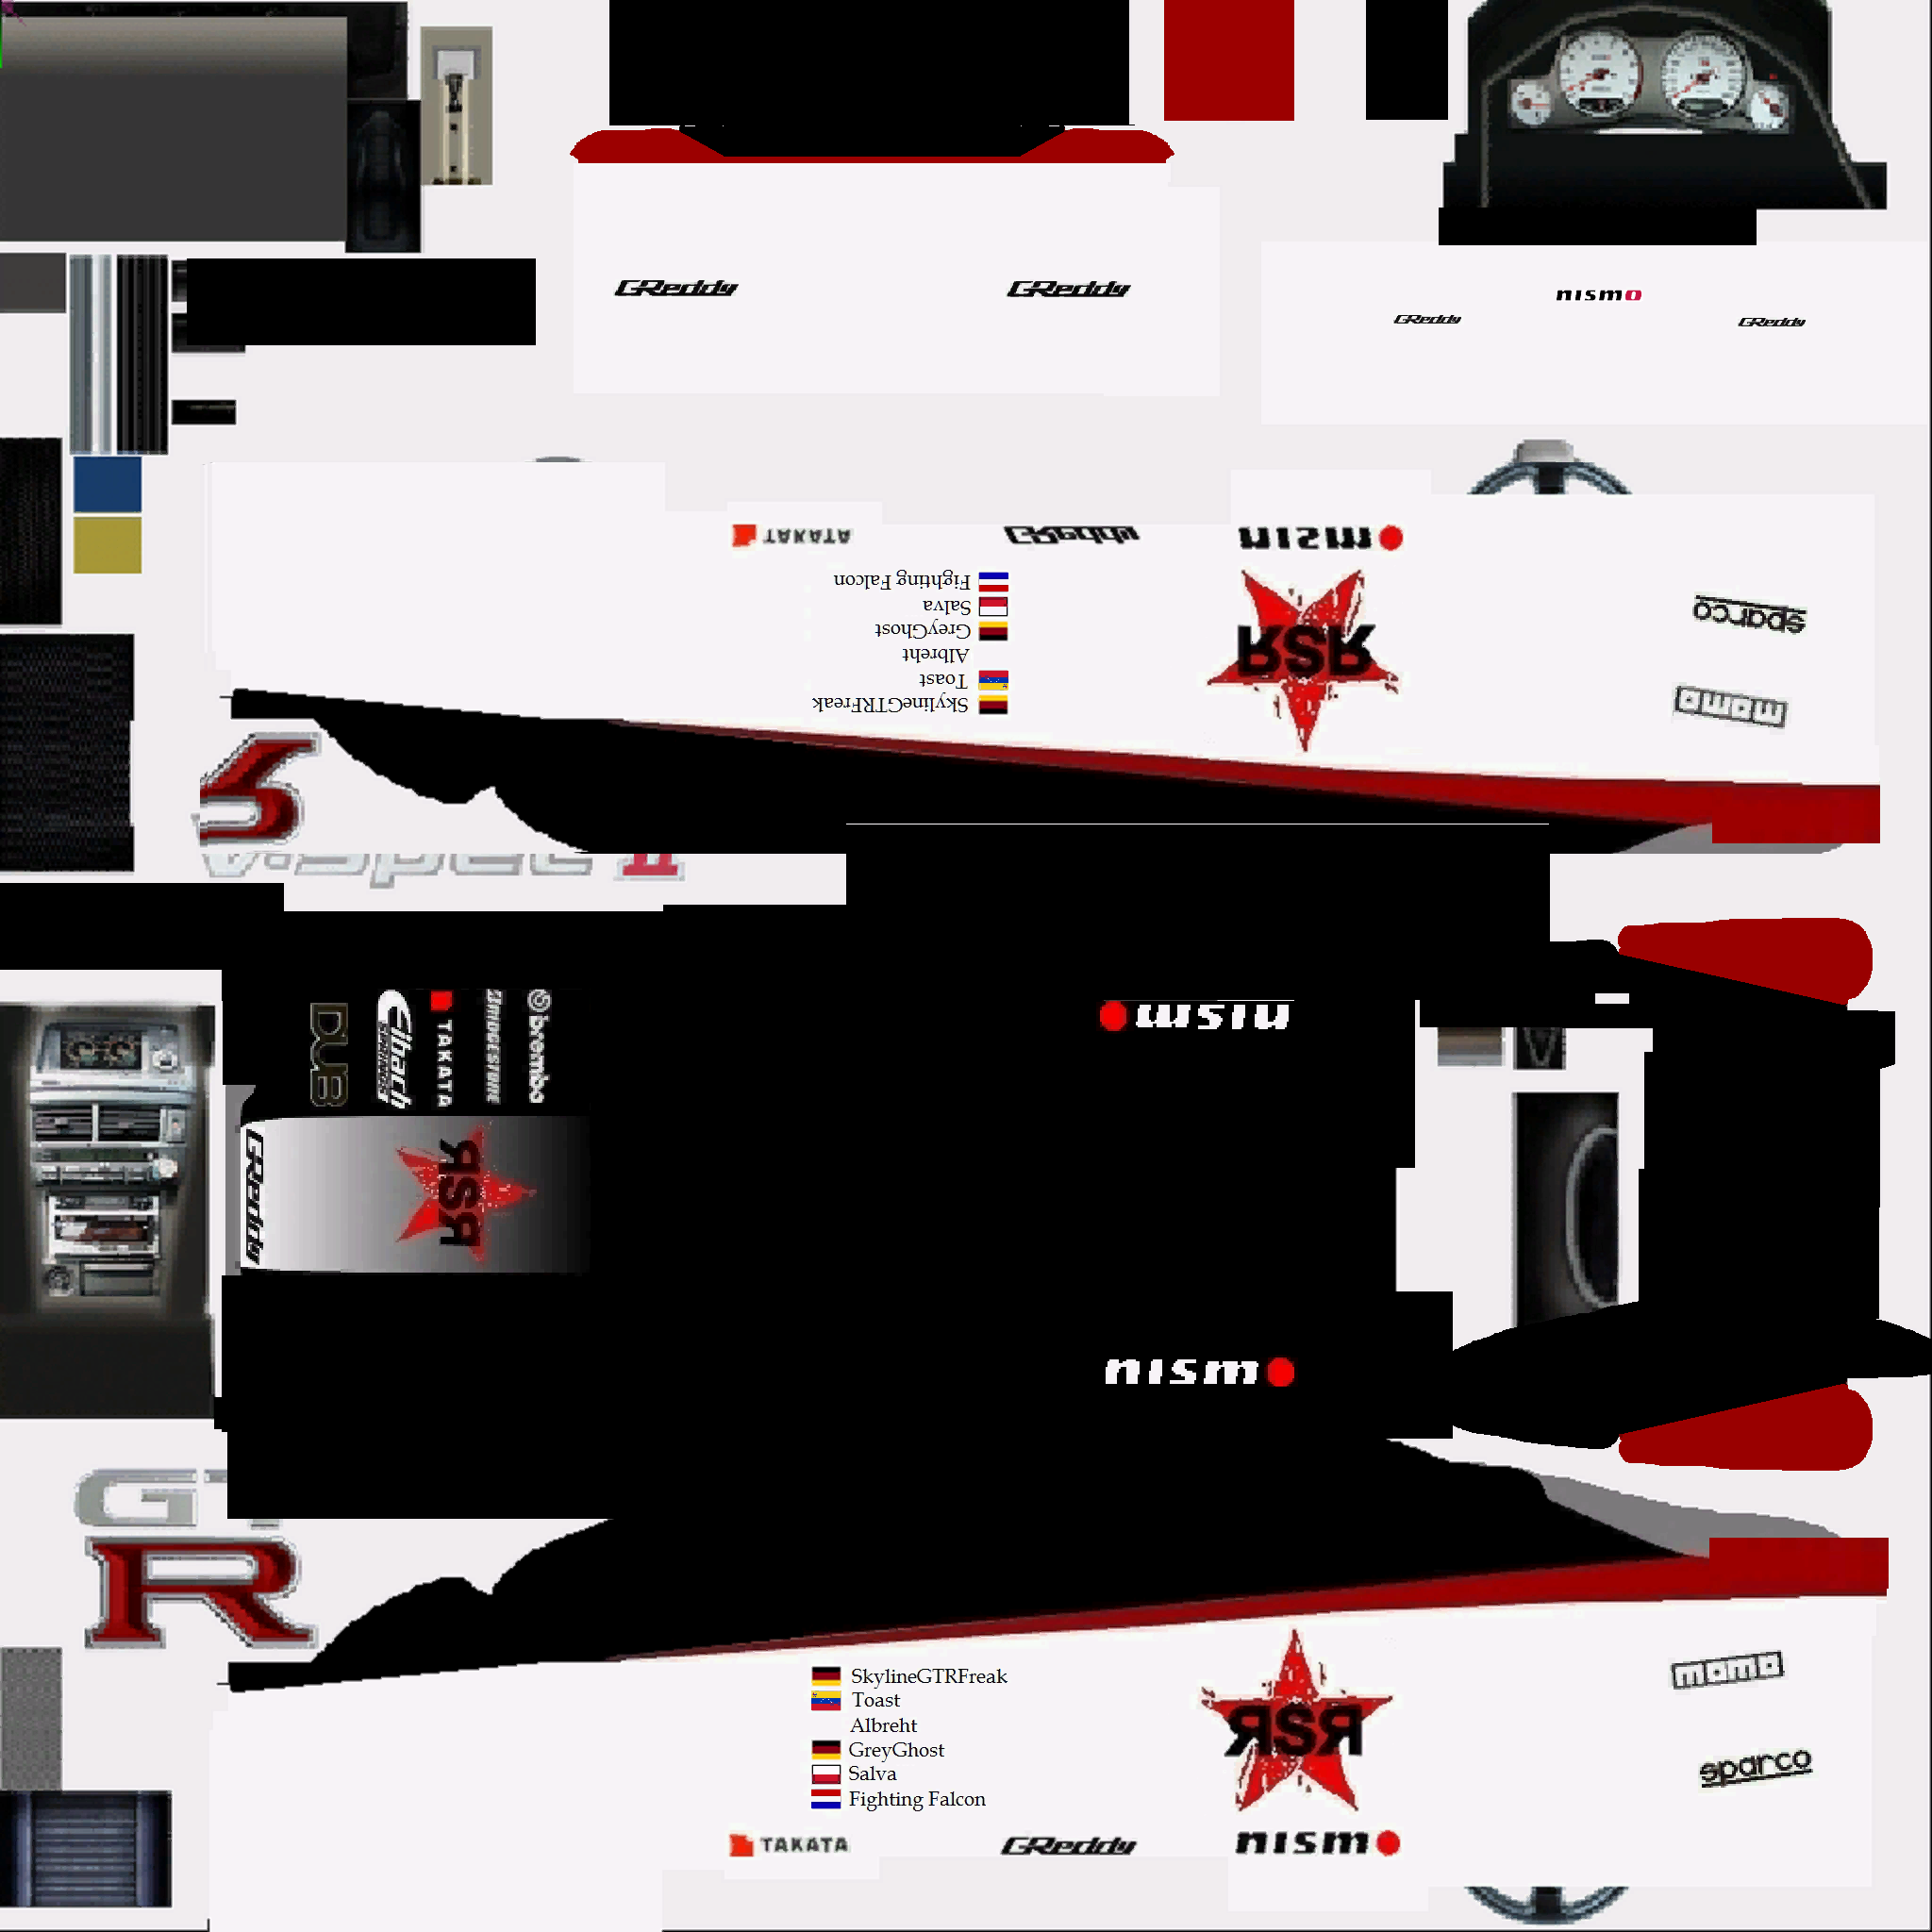 GReddy
GReddy
nismo
GReddy
GReddy
TAKATA
GReddy
nismo
Fighting Falcon
Salva
GreyGhost
Albreht
Toast
SkylineGTRFreak
RSR
sparco
momo
6
V·Spec II
DUB
Eibach
SPRINGS
TAKATA
BRIDGESTONE
brembo
nismo
GReddy
RSR
nismo
GT
R
SkylineGTRFreak
Toast
Albreht
GreyGhost
Salva
Fighting Falcon
RSR
momo
sparco
TAKATA
GReddy
nismo